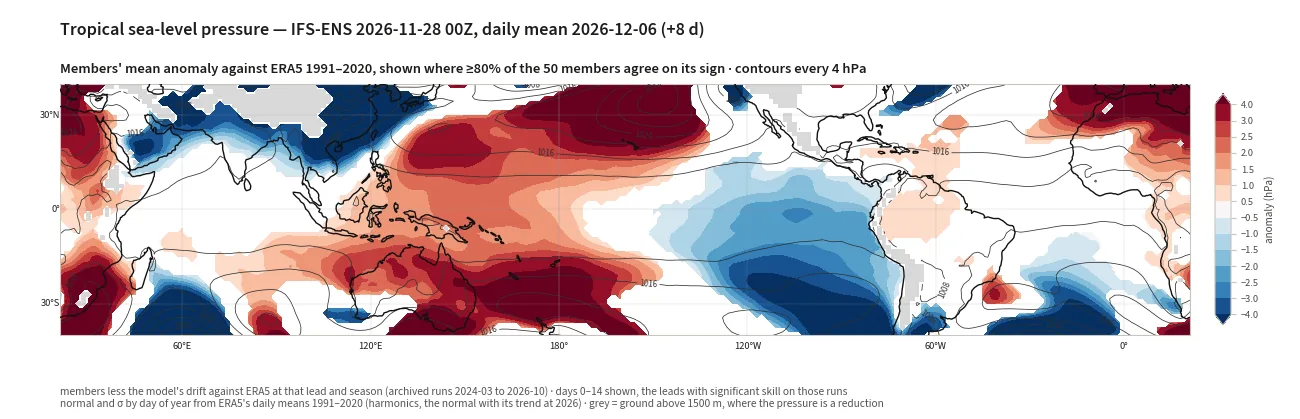 Tropical sea-level pressure — IFS-ENS 2026-11-28 00Z, daily mean 2026-12-06 (+8 d)
Members' mean anomaly against ERA5 1991–2020, shown where ≥80% of the 50 members agree on its sign · contours every 4 hPa
30°N
0°
30°S
60°E
120°E
180°
120°W
60°W
0°
1016
1016
1016
1016
1016
1016
1008
1008
1024
4.0
3.0
2.5
2.0
1.5
1.0
0.5
−0.5
−1.0
−1.5
−2.0
−2.5
−3.0
−4.0
anomaly (hPa)
members less the model's drift against ERA5 at that lead and season (archived runs 2024-03 to 2026-10) · days 0–14 shown, the leads with significant skill on those runs
normal and σ by day of year from ERA5's daily means 1991–2020 (harmonics, the normal with its trend at 2026) · grey = ground above 1500 m, where the pressure is a reduction